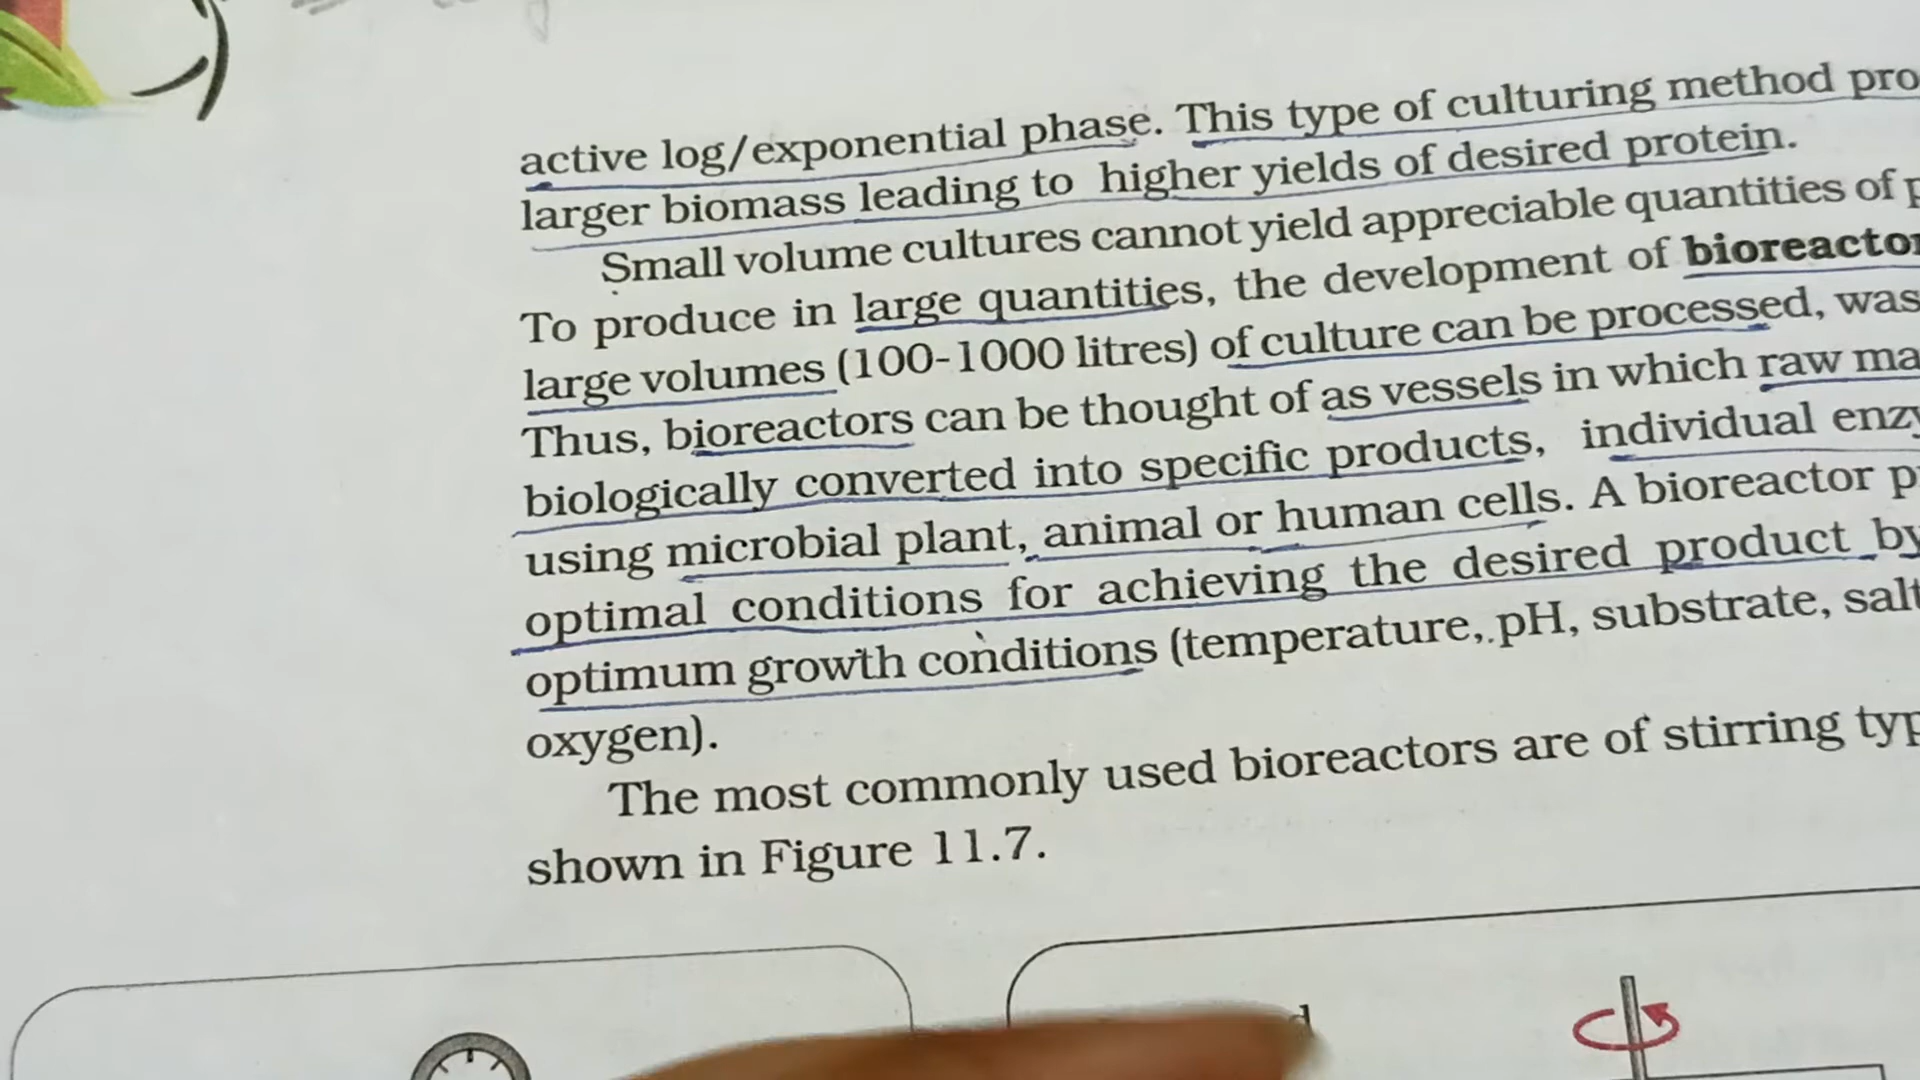 active log/exponential phase. This type of culturing method pro
larger biomass leading to higher yields of desired protein.
Small volume cultures cannot yield appreciable quantities of p
To produce in large quantities, the development of bioreactor
large volumes (100-1000 litres) of culture can be processed, was
Thus, bioreactors can be thought of as vessels in which raw ma
biologically converted into specific products, individual enzy
using microbial plant, animal or human cells. A bioreactor p
optimal conditions for achieving the desired product by
optimum growth conditions (temperature, pH, substrate, salt
oxygen).
The most commonly used bioreactors are of stirring typ
shown in Figure 11.7.